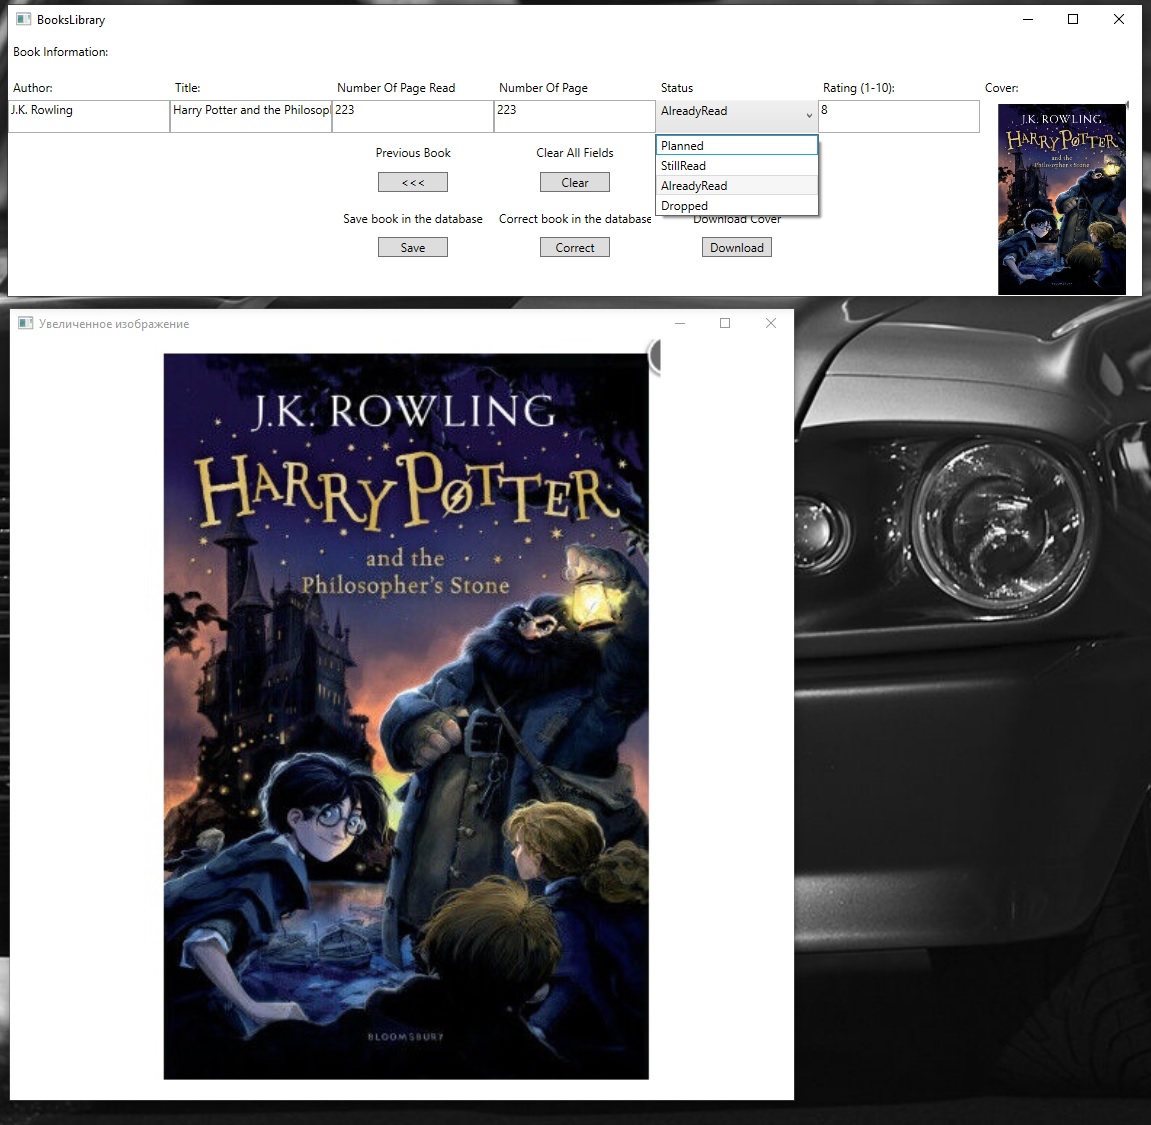 BooksLibrary
Book Information:
Author: Title: Number Of Page Read Number Of Page Status Rating (1-10): Cover:
J.K. Rowling Harry Potter and the Philosop 223 223 AlreadyRead 8
Planned
StillRead
AlreadyRead
Dropped
Previous Book Clear All Fields
<<< Clear
Save book in the database Correct book in the database Download Cover
Save Correct Download
J.K. ROWLING
HARRY POTTER
and the
Philosopher's Stone
BLOOMSBURY
Увеличенное изображение
J.K. ROWLING
HARRY POTTER
and the
Philosopher's Stone
BLOOMSBURY